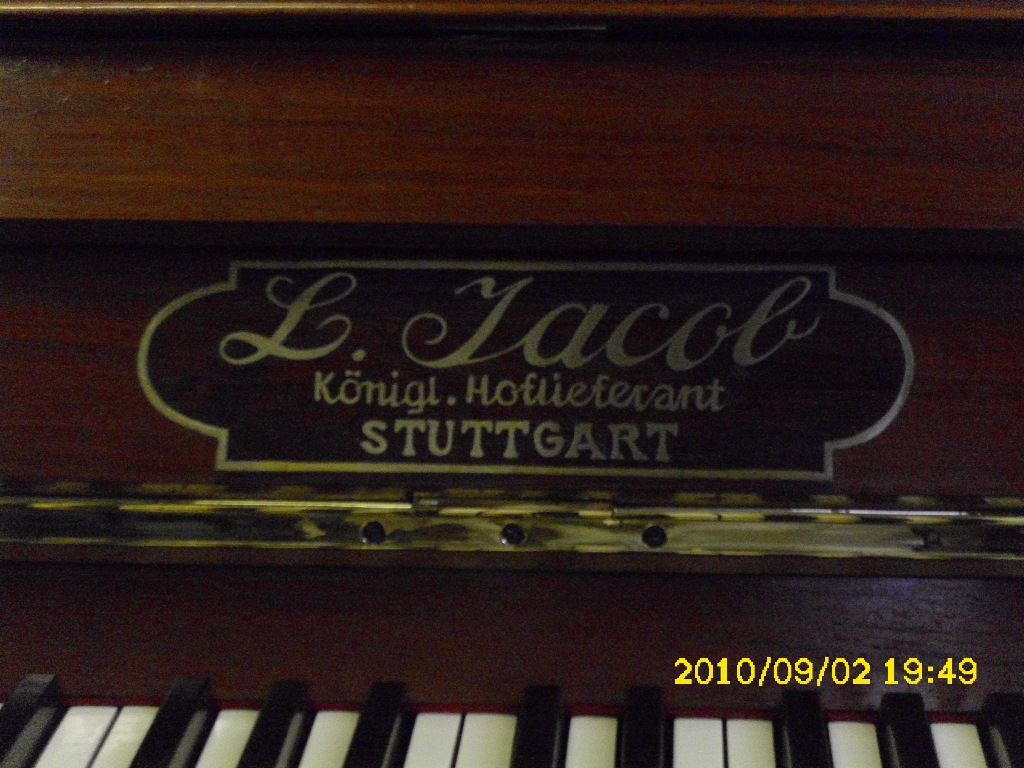 L. Jacob
Königl. Hoflieferant
STUTTGART
2010/09/02 19:49